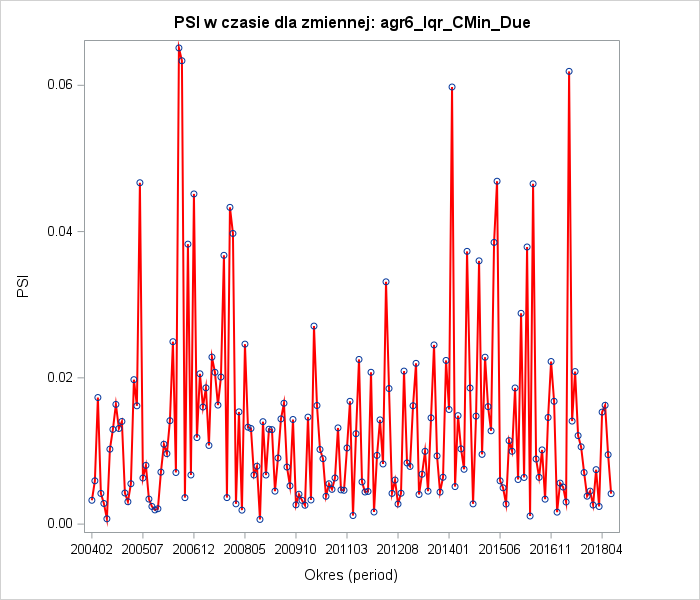 PSI w czasie dla zmiennej: agr6_Iqr_CMin_Due
0.06
0.04
PSI
0.02
0.00
200402 200507 200612 200805 200910 201103 201208 201401 201506 201611 201804
Okres (period)